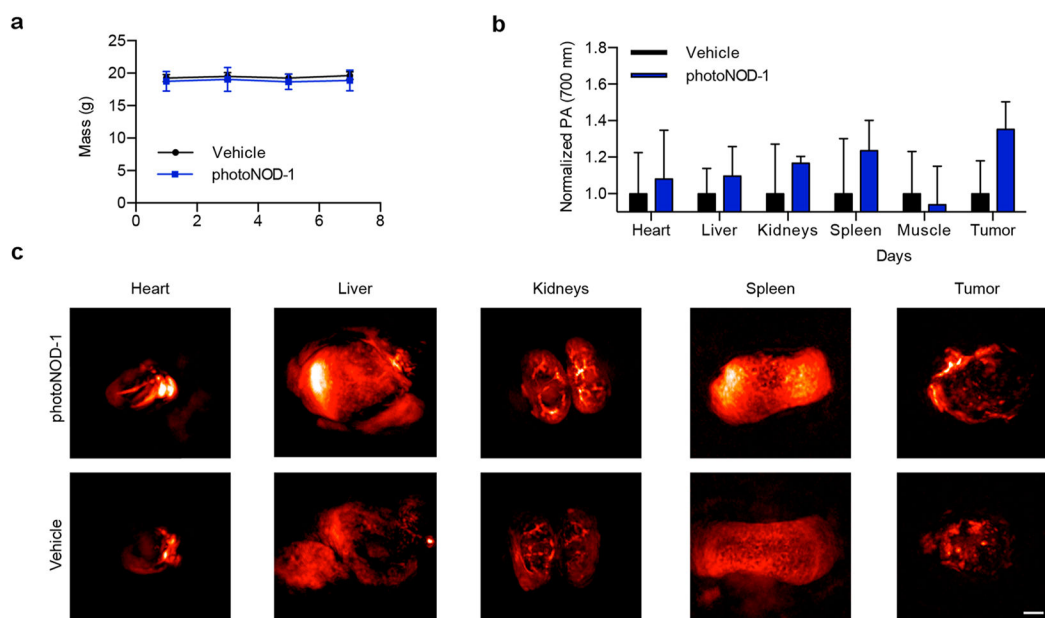 a
25
20
15
10
5
0
Mass (g)
Vehicle
photoNOD-1
0 2 4 6 8
b
1.8
1.6
1.4
1.2
1.0
Normalized PA (700 nm)
Vehicle
photoNOD-1
Heart Liver Kidneys Spleen Muscle Tumor
Days
c
Heart Liver Kidneys Spleen Tumor
photoNOD-1
Vehicle